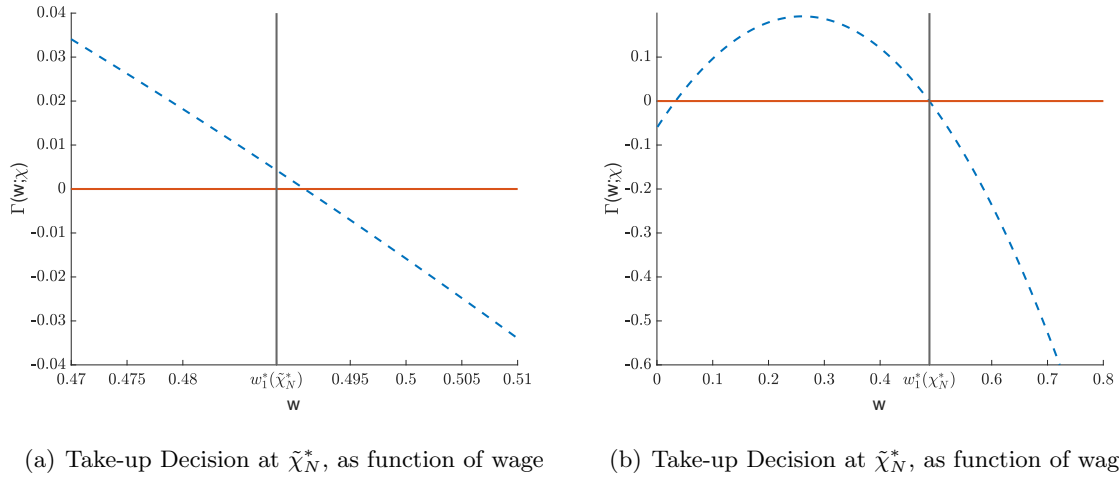 0.04
0.03
0.02
0.01
0
-0.01
-0.02
-0.03
-0.04
Γ(w;χ)
0.47 0.475 0.48 w₁*(χ̃*_N) 0.495 0.5 0.505 0.51
w
0.1
0
-0.1
-0.2
-0.3
-0.4
-0.5
-0.6
Γ(w;χ)
0 0.1 0.2 0.3 0.4 w₁*(χ*_N) 0.6 0.7 0.8
w
(a) Take-up Decision at χ̃*_N, as function of wage
(b) Take-up Decision at χ̃*_N, as function of wag